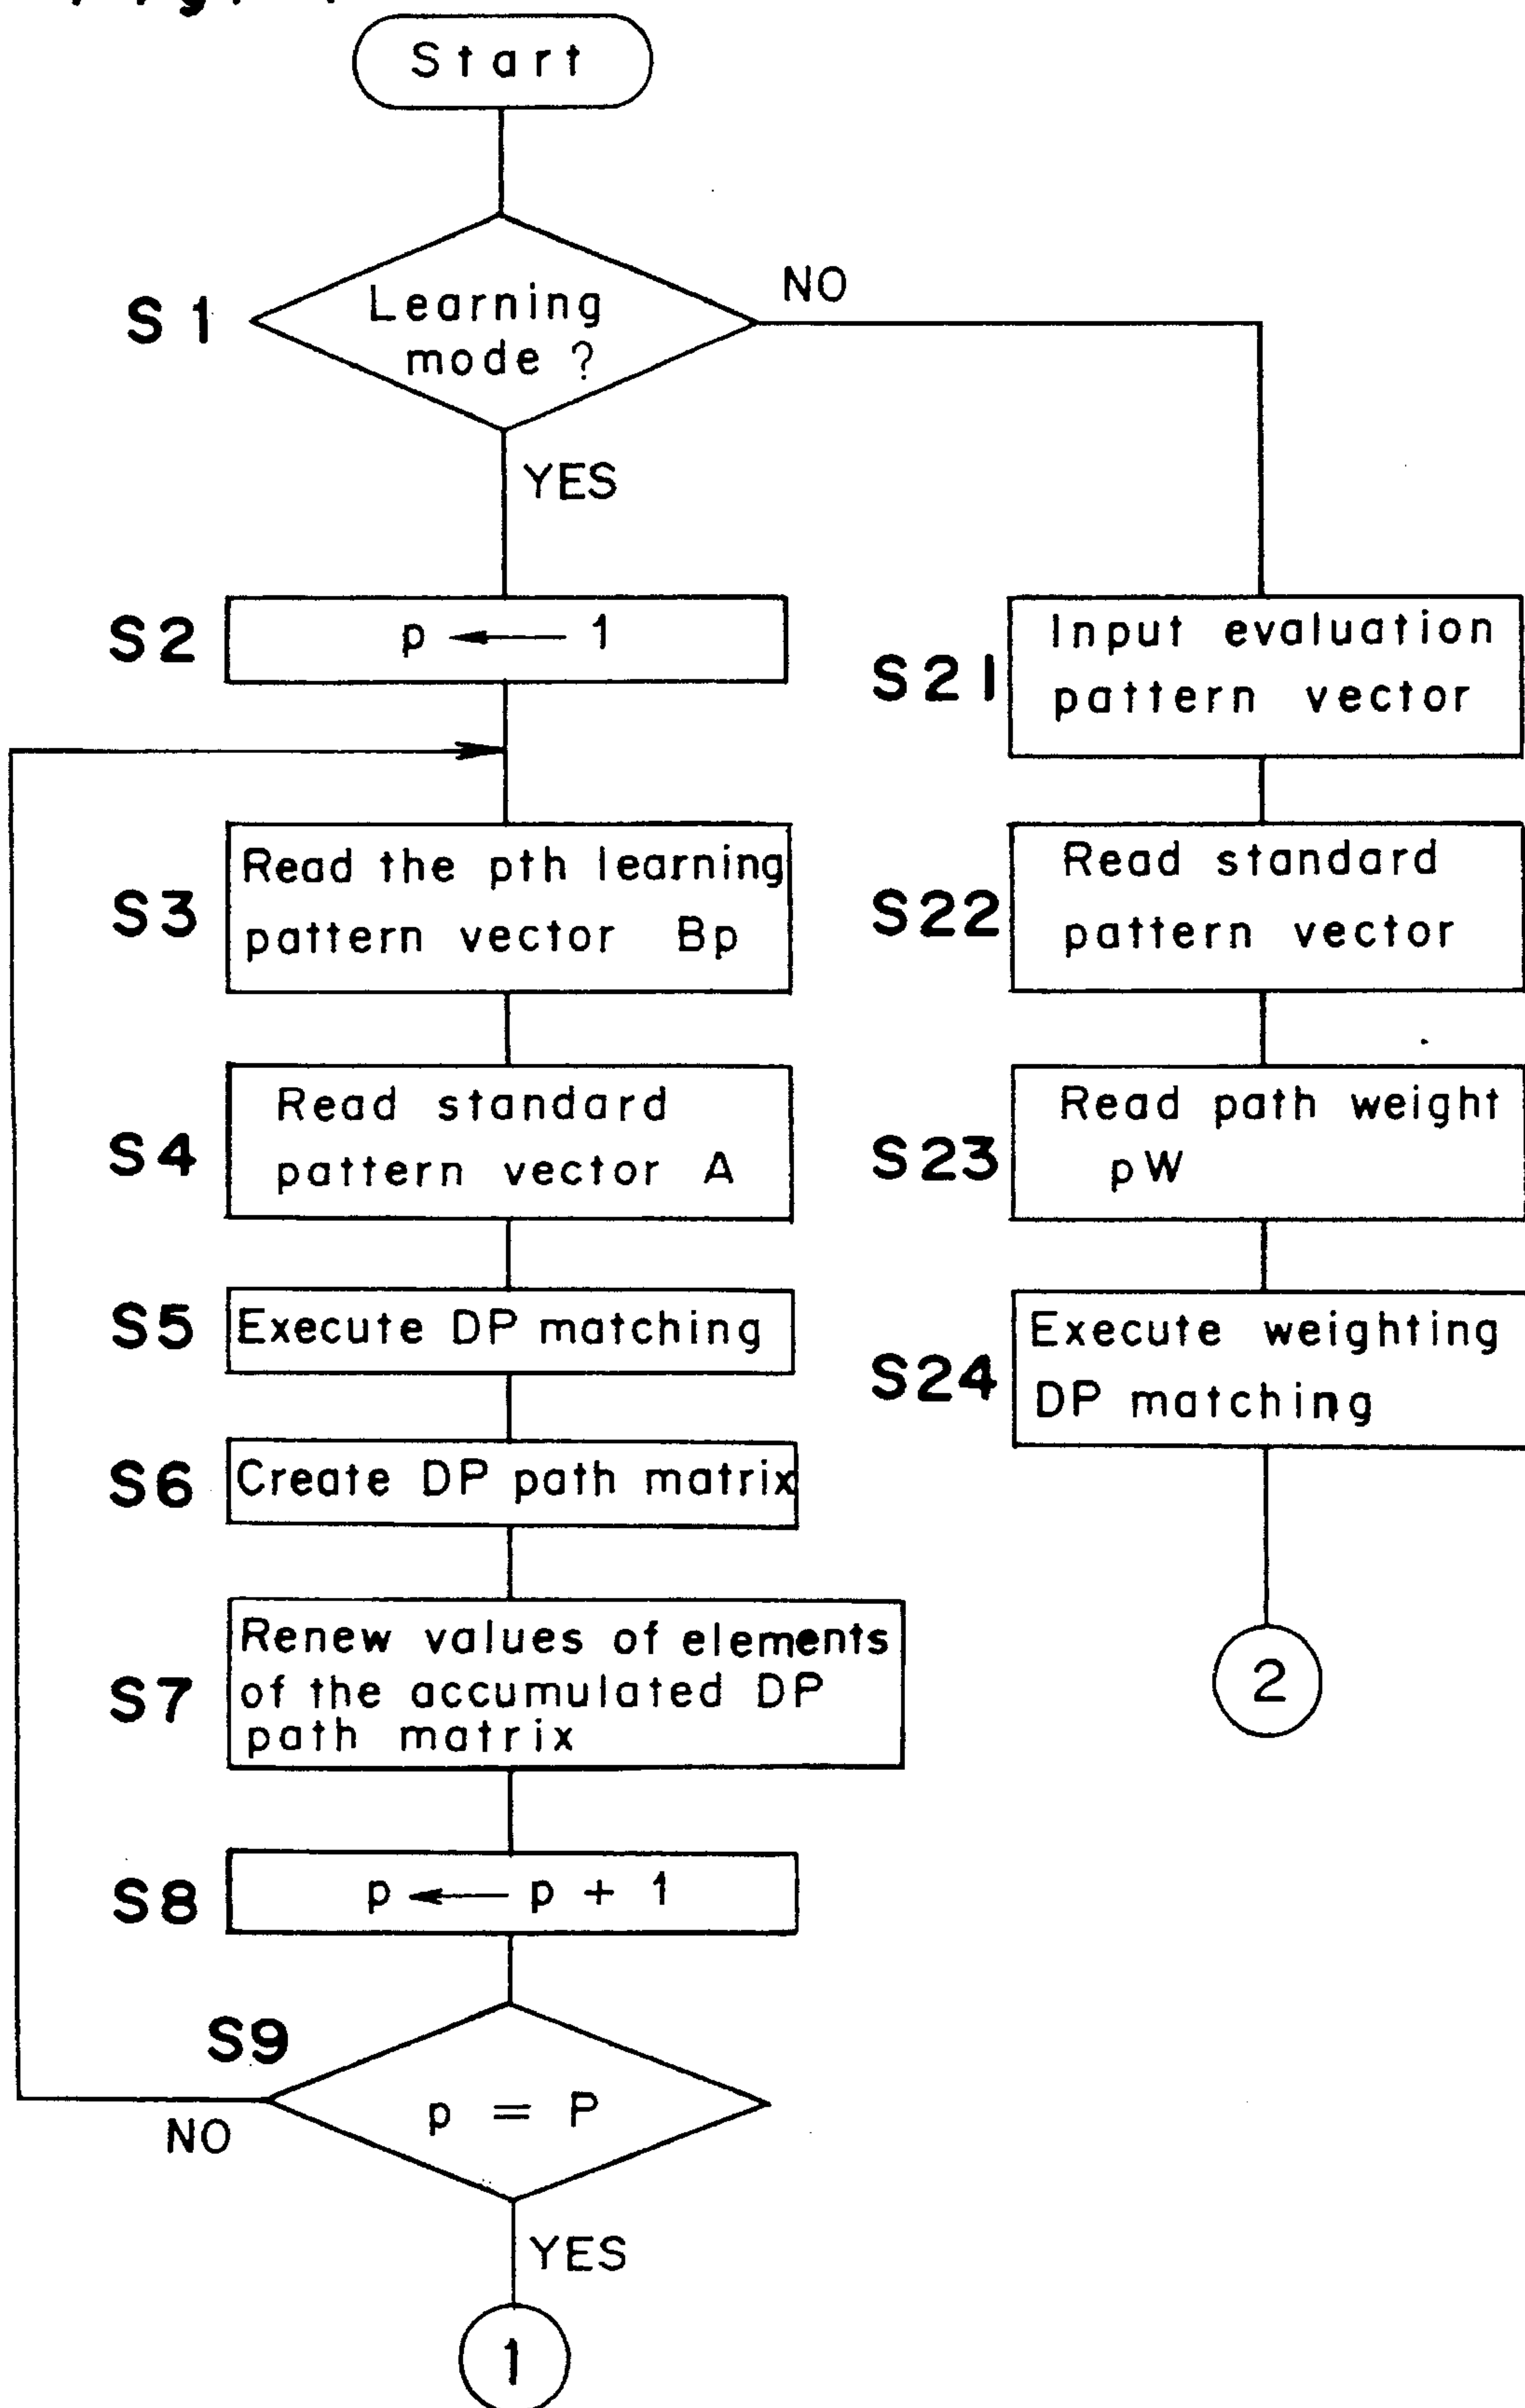 Start
S1
Learning
mode ?
NO
YES
S2
p ← 1
S3
Read the pth learning
pattern vector Bp
S4
Read standard
pattern vector A
S5
Execute DP matching
S6
Create DP path matrix
S7
Renew values of elements
of the accumulated DP
path matrix
S8
p ← p + 1
S9
p = P
NO
YES
1
S21
Input evaluation
pattern vector
S22
Read standard
pattern vector
S23
Read path weight
pW
S24
Execute weighting
DP matching
2